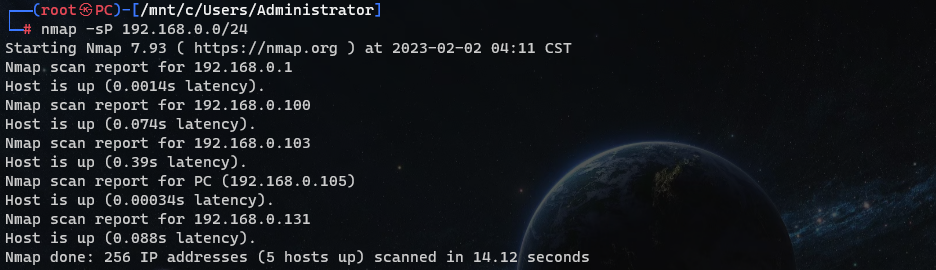 ┌──(root㉿PC)-[/mnt/c/Users/Administrator]
└─# nmap -sP 192.168.0.0/24
Starting Nmap 7.93 ( https://nmap.org ) at 2023-02-02 04:11 CST
Nmap scan report for 192.168.0.1
Host is up (0.0014s latency).
Nmap scan report for 192.168.0.100
Host is up (0.074s latency).
Nmap scan report for 192.168.0.103
Host is up (0.39s latency).
Nmap scan report for PC (192.168.0.105)
Host is up (0.00034s latency).
Nmap scan report for 192.168.0.131
Host is up (0.088s latency).
Nmap done: 256 IP addresses (5 hosts up) scanned in 14.12 seconds